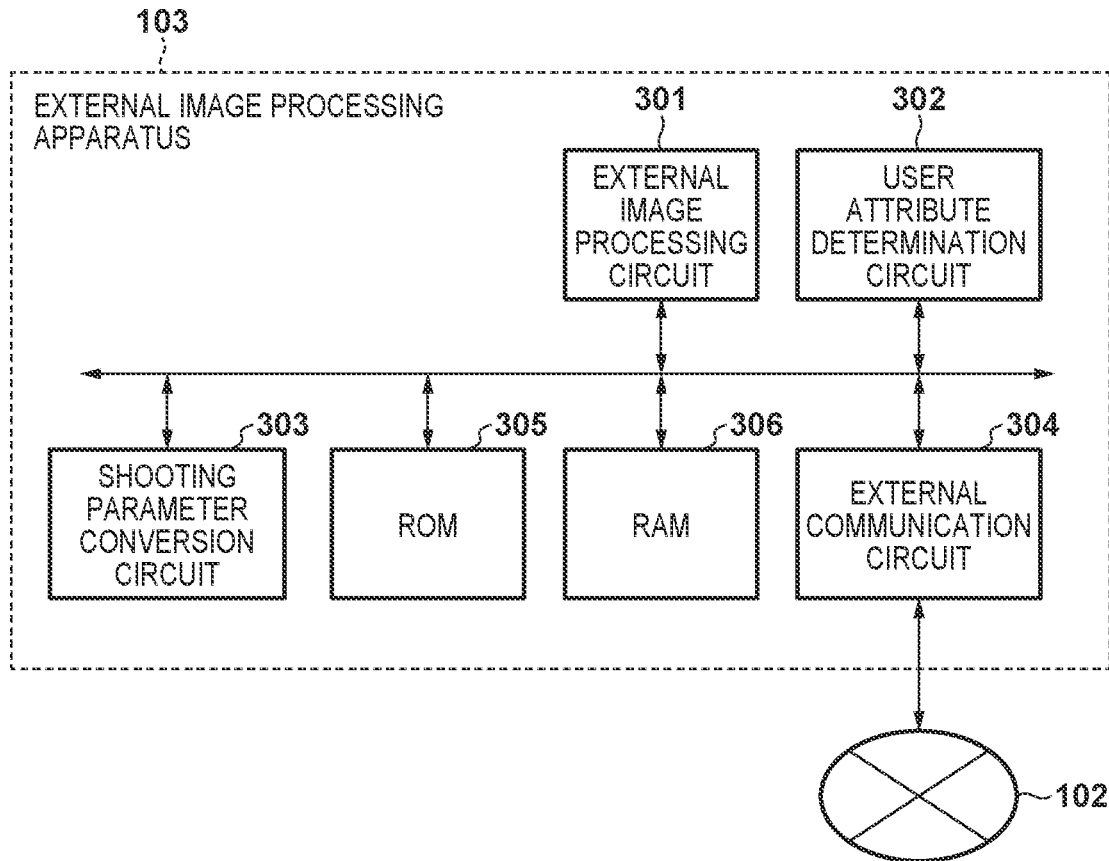 103
EXTERNAL IMAGE PROCESSING
APPARATUS
301
EXTERNAL
IMAGE
PROCESSING
CIRCUIT
302
USER
ATTRIBUTE
DETERMINATION
CIRCUIT
303
SHOOTING
PARAMETER
CONVERSION
CIRCUIT
305
ROM
306
RAM
304
EXTERNAL
COMMUNICATION
CIRCUIT
102